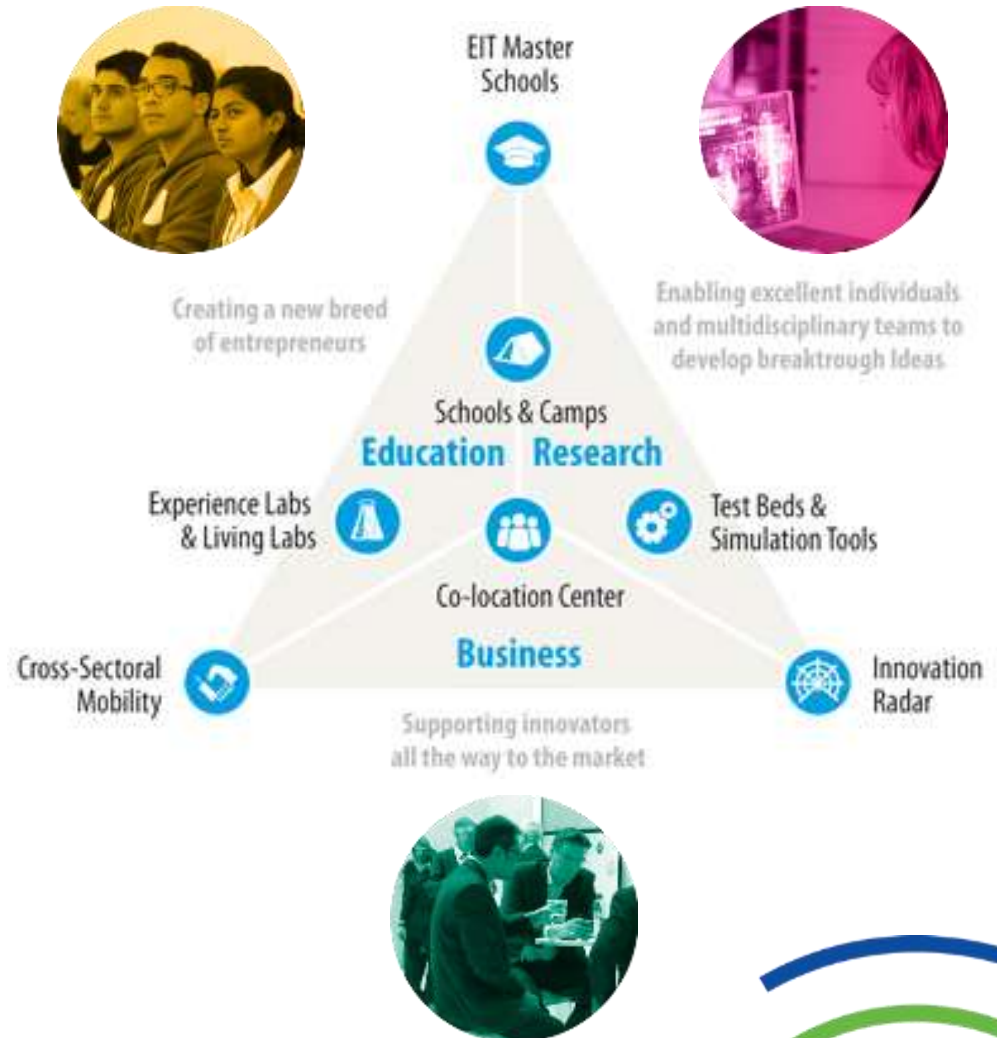 EIT Master
Schools
Creating a new breed
of entrepreneurs
Enabling excellent individuals
and multidisciplinary teams to
develop breaktrough Ideas
Schools & Camps
Education Research
Experience Labs
& Living Labs
Test Beds &
Simulation Tools
Co-location Center
Business
Cross-Sectoral
Mobility
Innovation
Radar
Supporting innovators
all the way to the market